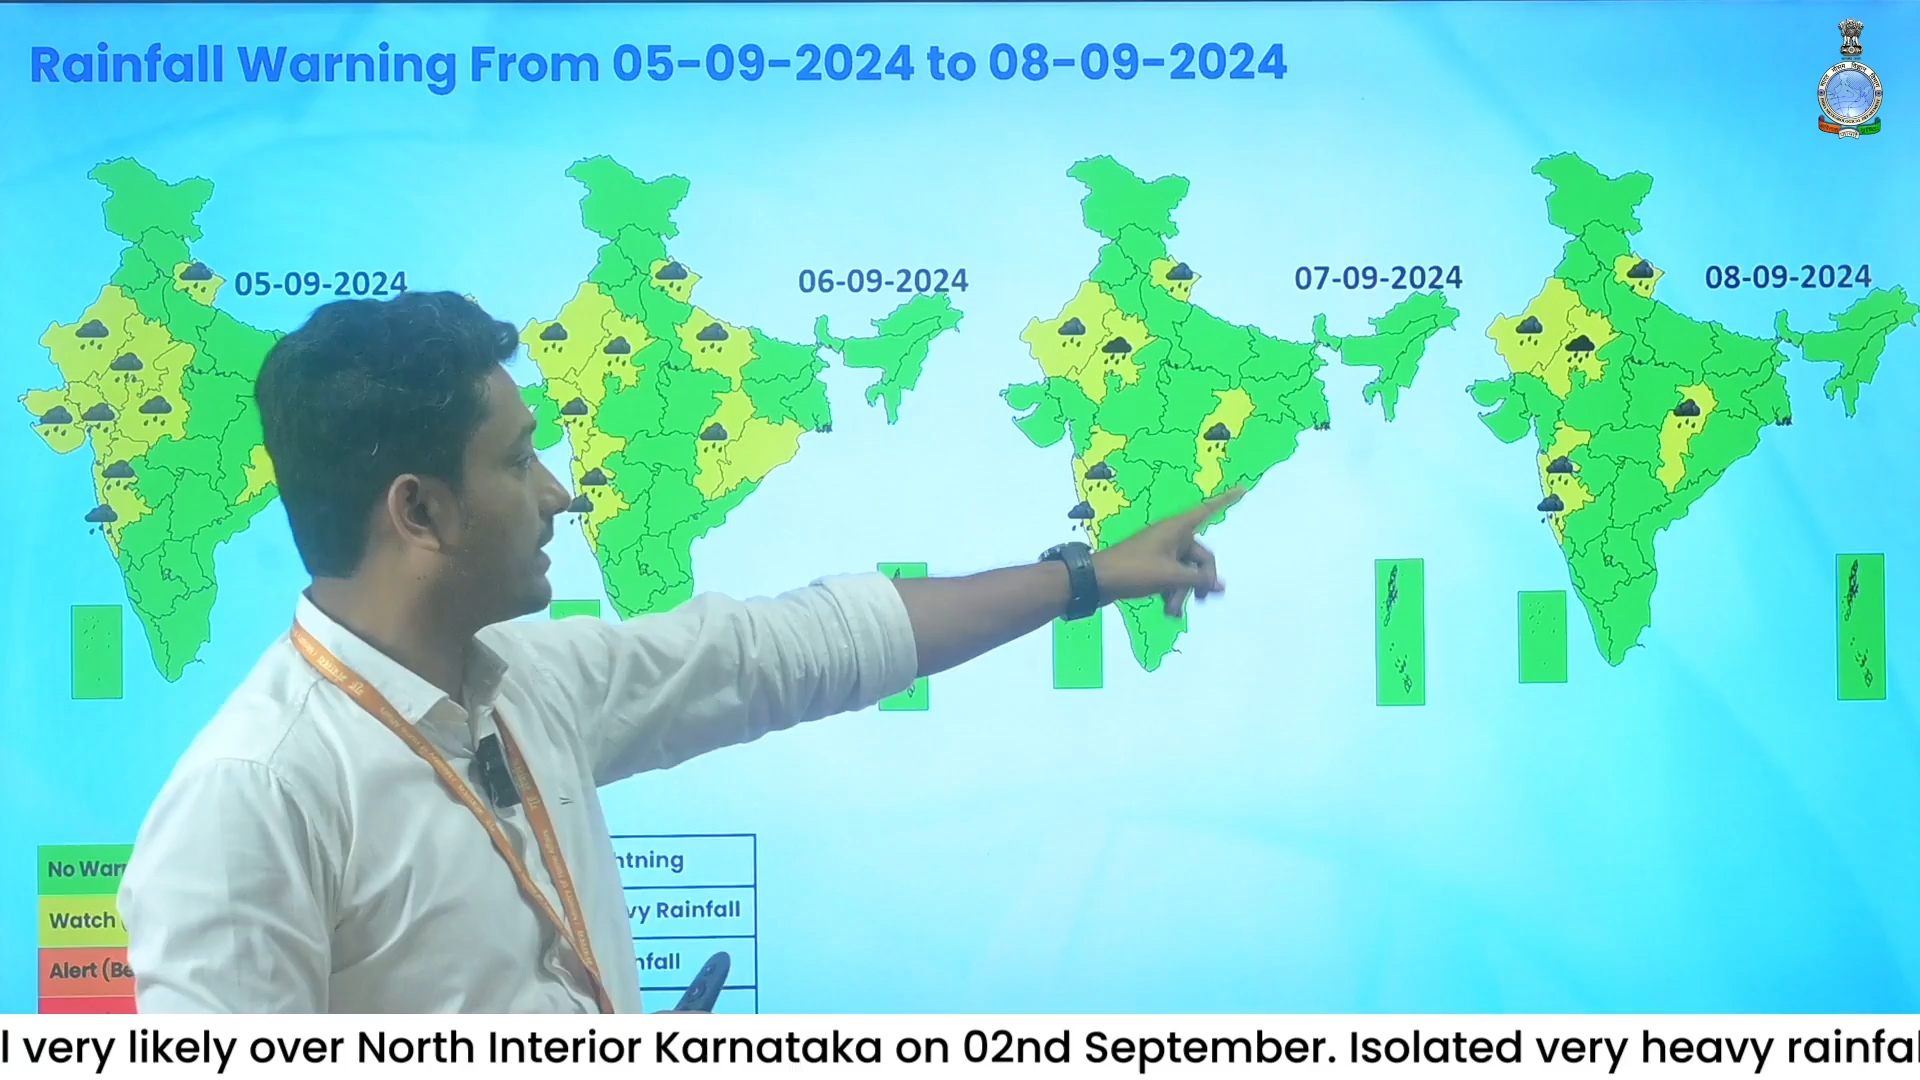 Rainfall Warning From 05-09-2024 to 08-09-2024
05-09-2024
06-09-2024
07-09-2024
08-09-2024
No Warn
Watch (
Alert (Be
htning
vy Rainfall
nfall
l very likely over North Interior Karnataka on 02nd September. Isolated very heavy rainfal